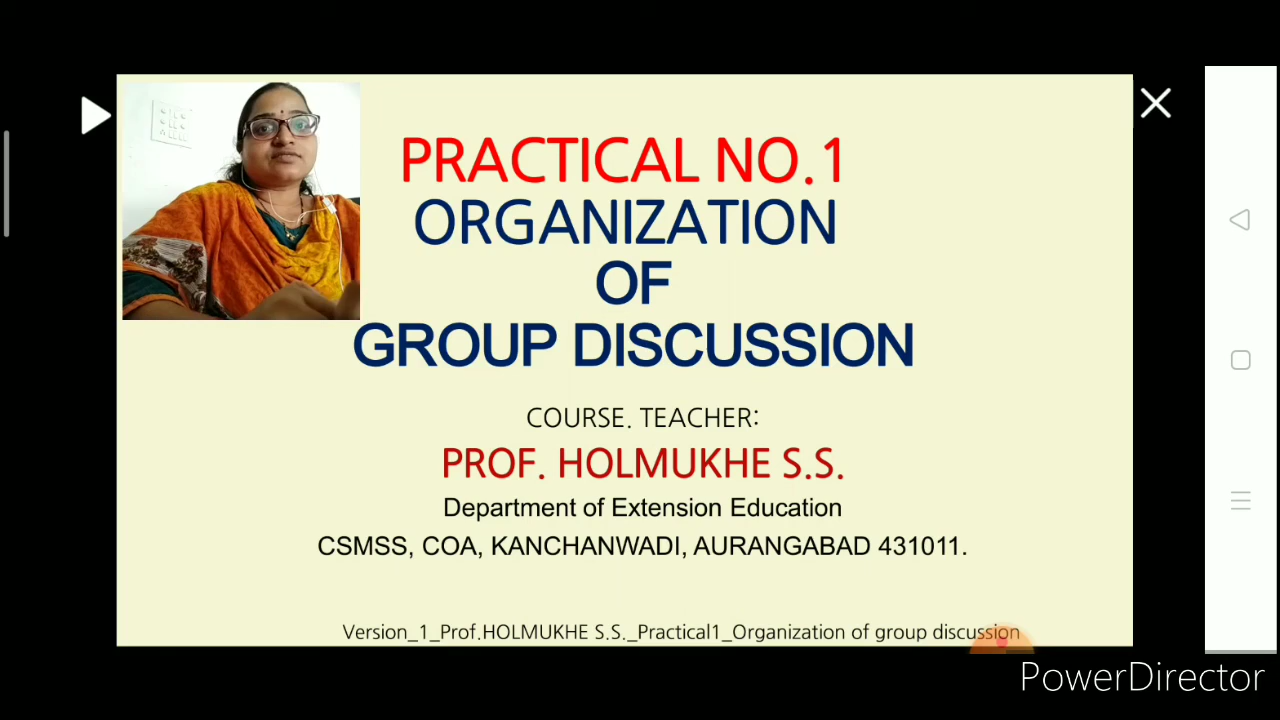 PRACTICAL NO.1
ORGANIZATION
OF
GROUP DISCUSSION
COURSE. TEACHER:
PROF. HOLMUKHE S.S.
Department of Extension Education
CSMSS, COA, KANCHANWADI, AURANGABAD 431011.
Version_1_Prof.HOLMUKHE S.S._Practical1_Organization of group discussion
PowerDirector